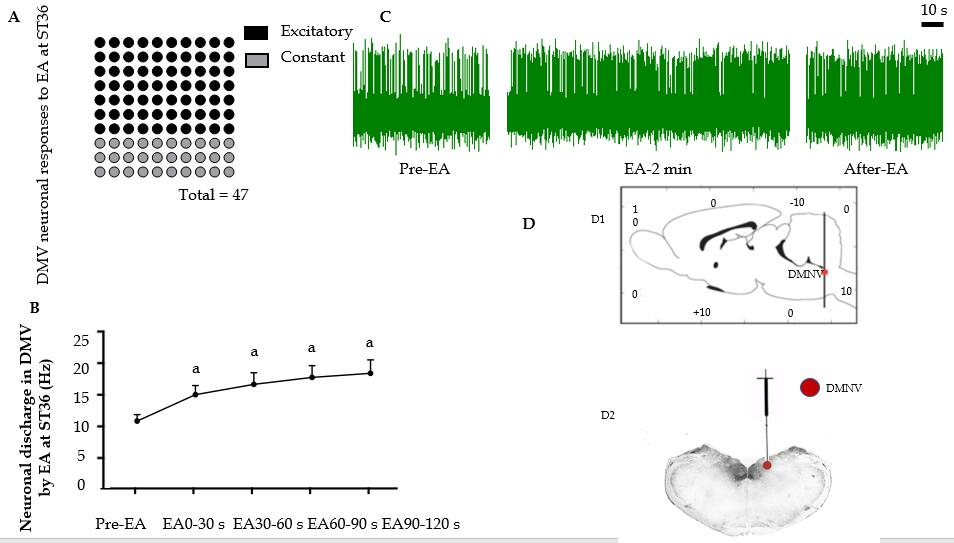 A
DMV neuronal responses to EA at ST36
Excitatory
Constant
Total = 47
C
10 s
Pre-EA
EA-2 min
After-EA
B
Neuronal discharge in DMV
by EA at ST36 (Hz)
25
20
15
10
5
0
a
a
a
a
Pre-EA
EA0-30 s
EA30-60 s
EA60-90 s
EA90-120 s
D
D1
1
0
0
-10
0
DMNV
0
+10
0
10
D2
DMNV